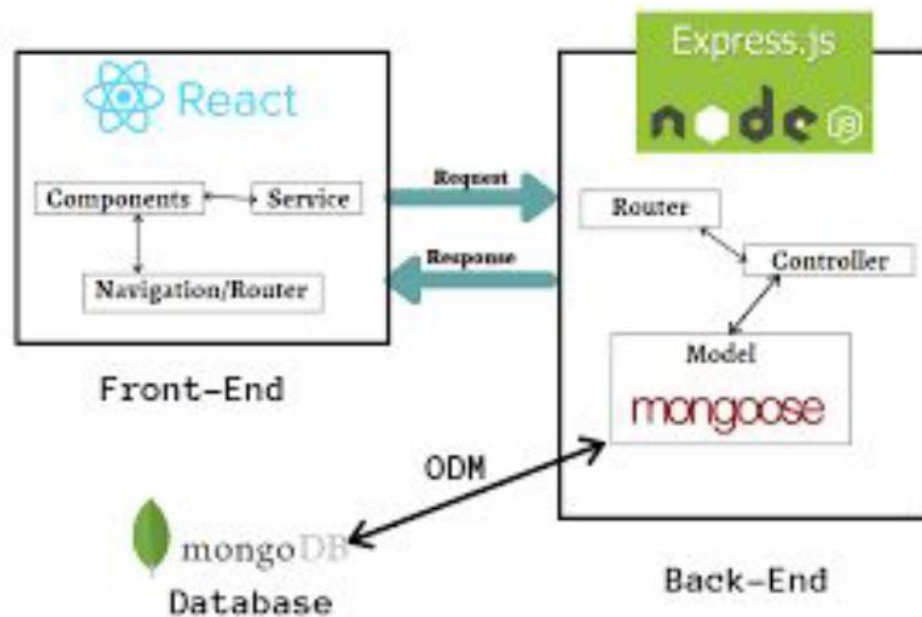 React
Components
Service
Navigation/Router
Front-End
Request
Response
Express.js
node
JS
Router
Controller
Model
mongoose
Back-End
ODM
mongoDB
Database